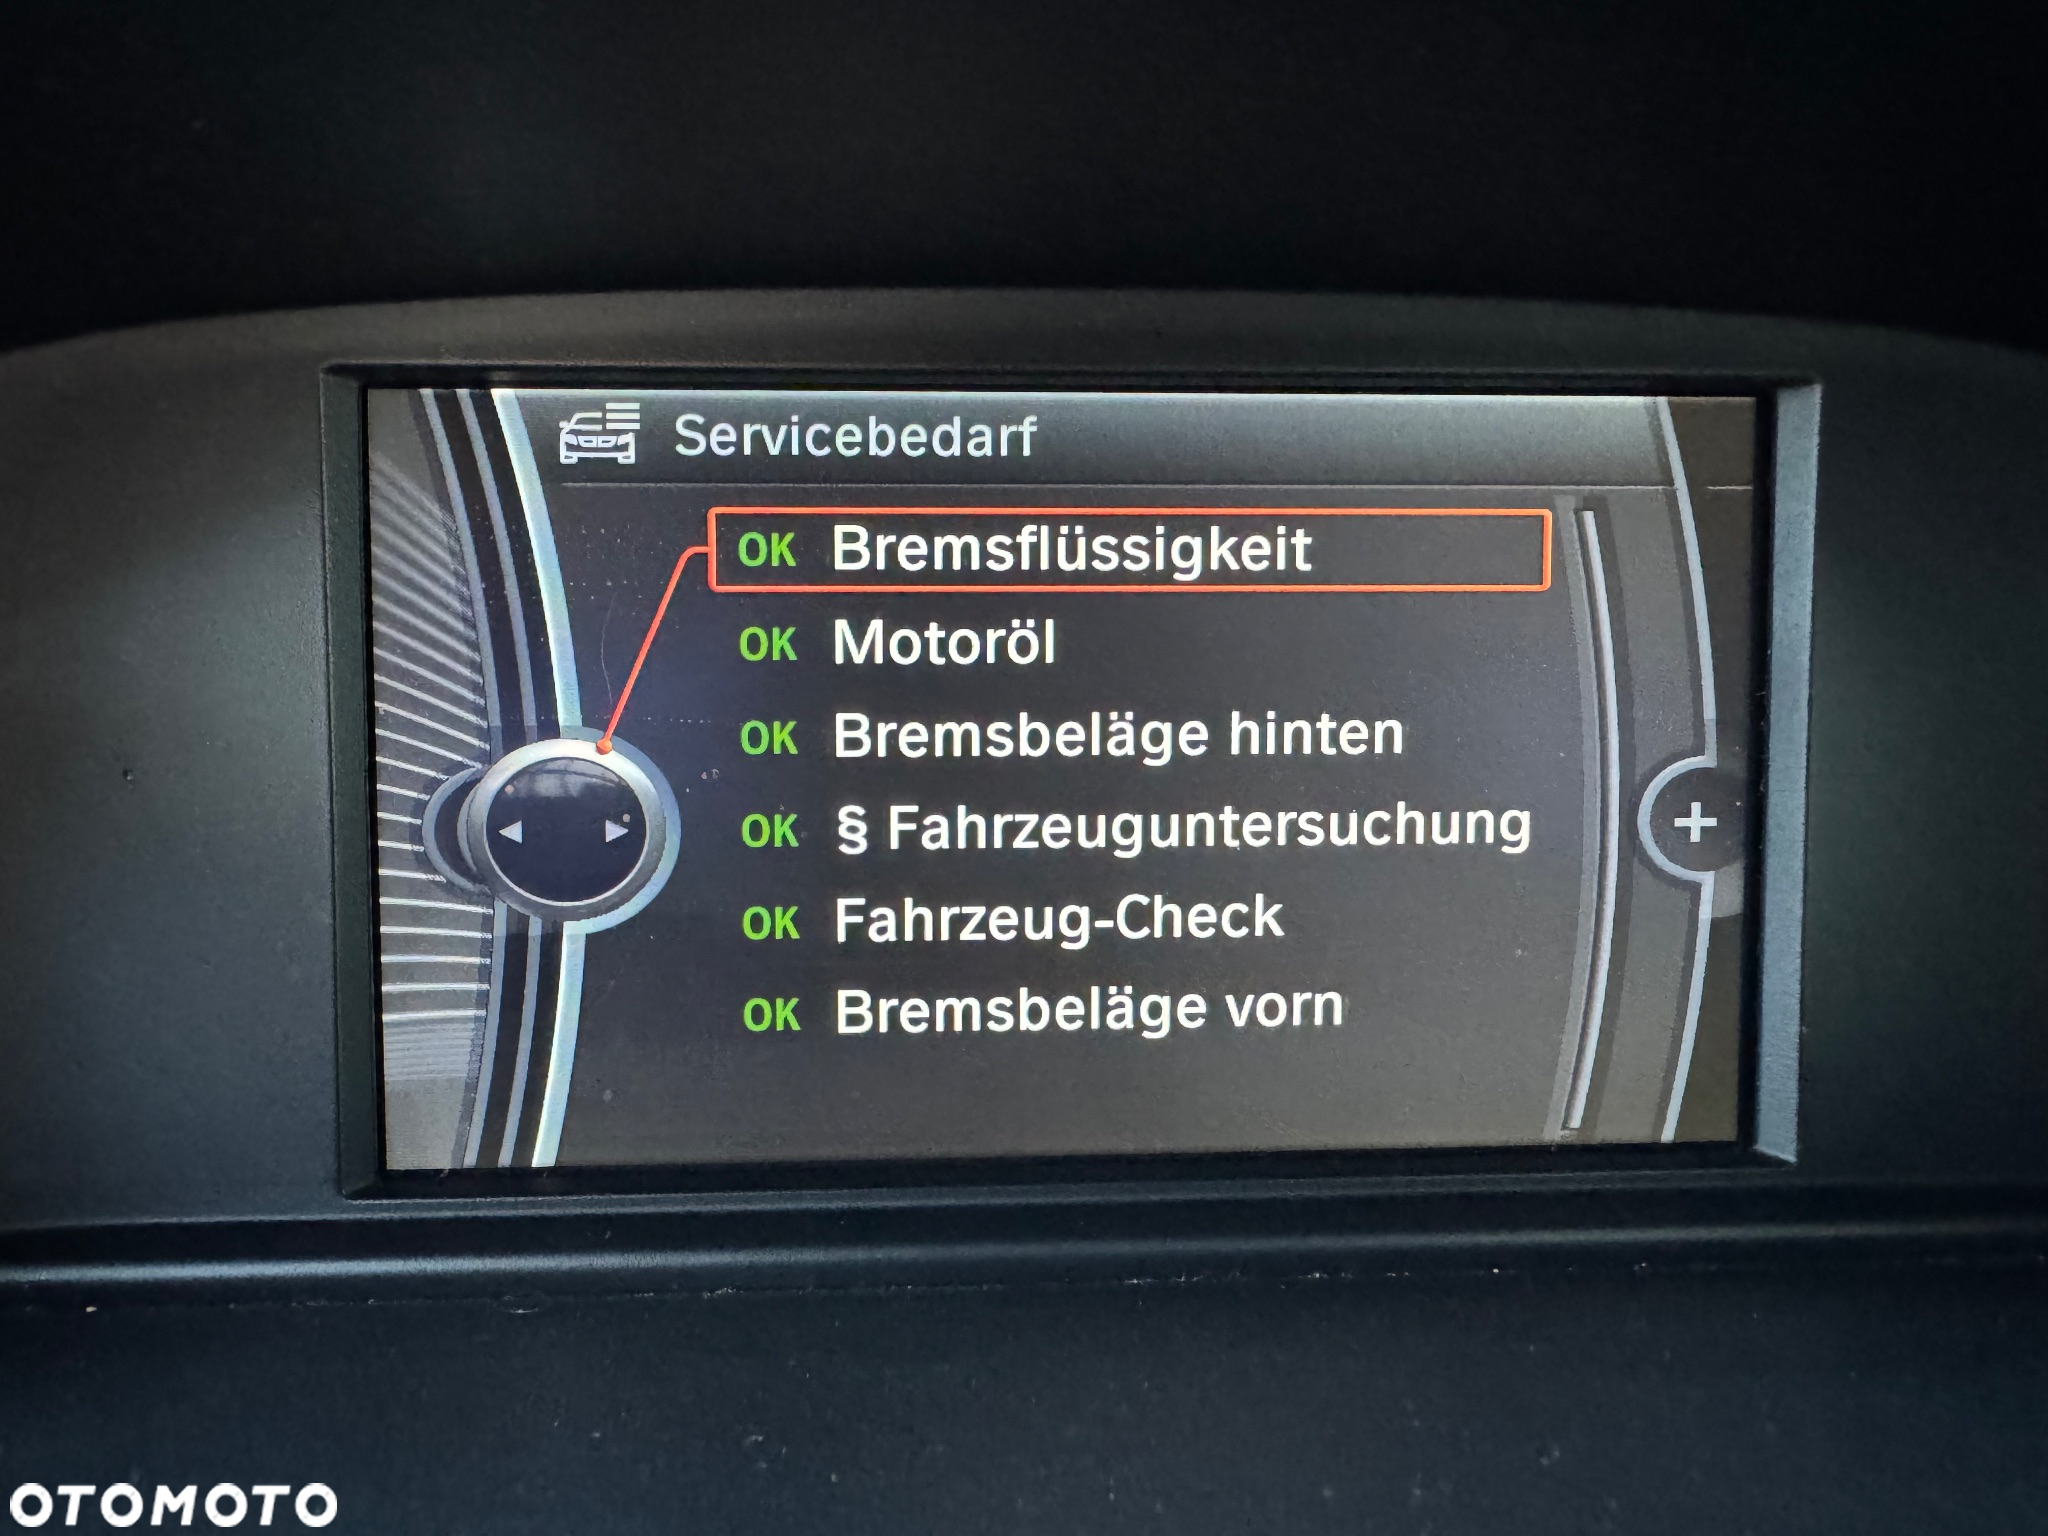 Servicebedarf
OK Bremsflüssigkeit
OK Motoröl
OK Bremsbeläge hinten
OK § Fahrzeuguntersuchung
OK Fahrzeug-Check
OK Bremsbeläge vorn
+
OTOMOTO